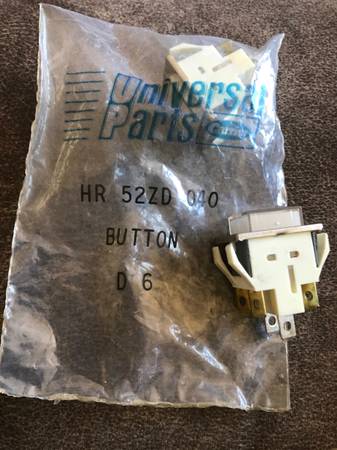 Universal
Parts
HR 52ZD 040
BUTTON
D 6